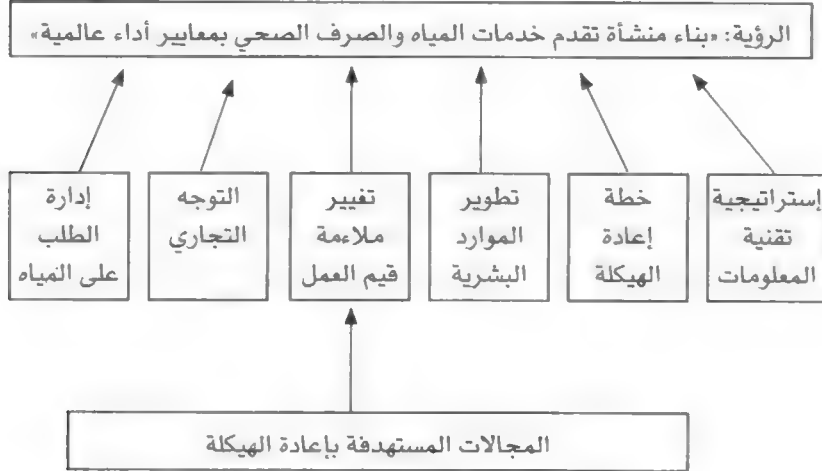 الرؤية: «بناء منشأة تقدم خدمات المياه والصرف الصحي بمعايير أداء عالمية»
إستراتيجية
تقنية
المعلومات
خطة
إعادة
الهيكلة
تطوير
الموارد
البشرية
تغيير
ملاءمة
قيم العمل
التوجه
التجاري
إدارة
الطلب
على المياه
المجالات المستهدفة بإعادة الهيكلة